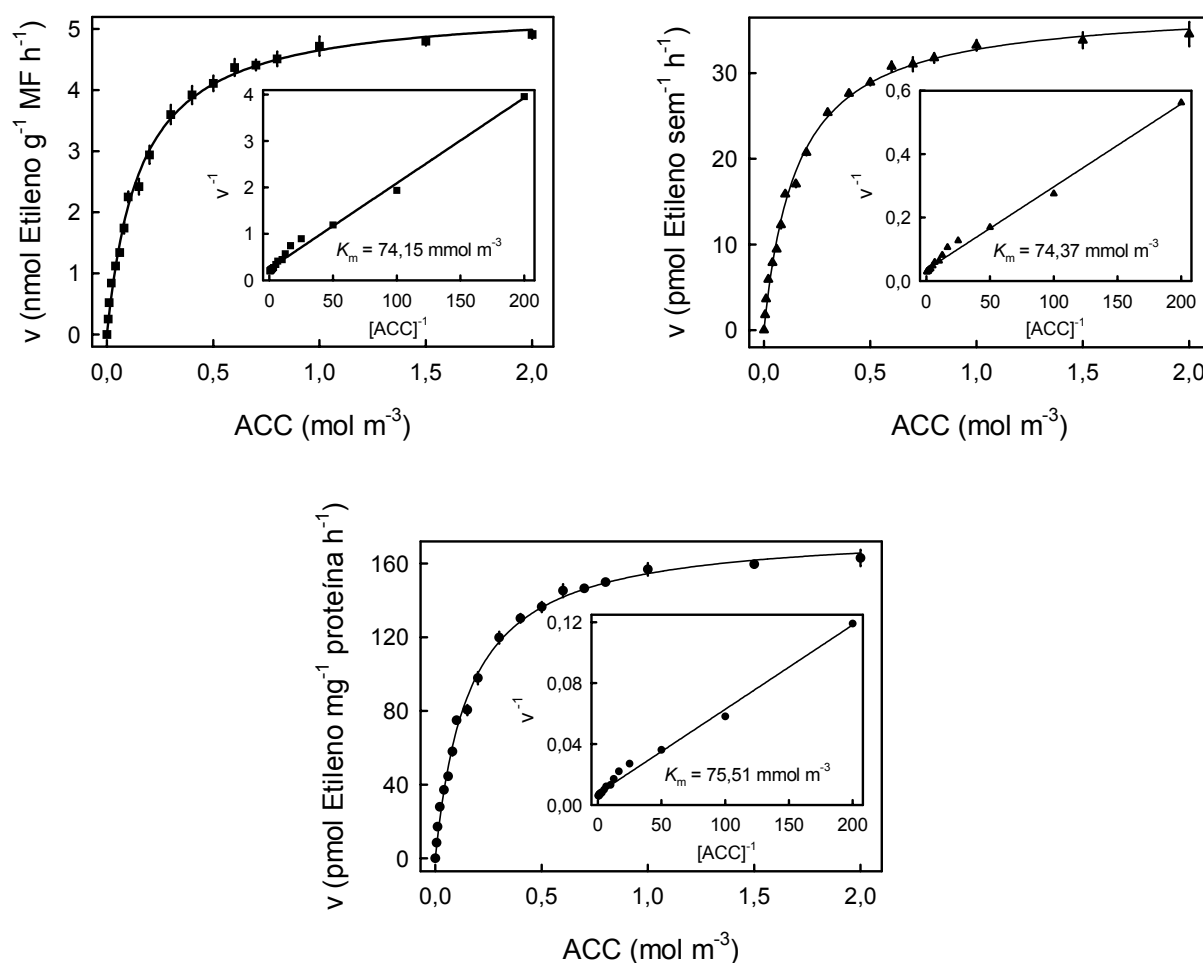 v (nmol Etileno g⁻¹ MF h⁻¹)
5
4
3
2
1
0
v⁻¹
4
3
2
1
0
Kₘ = 74,15 mmol m⁻³
0 50 100 150 200
[ACC]⁻¹
0,0 0,5 1,0 1,5 2,0
ACC (mol m⁻³)
v (pmol Etileno sem⁻¹ h⁻¹)
30
20
10
0
v⁻¹
0,6
0,4
0,2
0,0
Kₘ = 74,37 mmol m⁻³
0 50 100 150 200
[ACC]⁻¹
0,0 0,5 1,0 1,5 2,0
ACC (mol m⁻³)
v (pmol Etileno mg⁻¹ proteína h⁻¹)
160
120
80
40
0
v⁻¹
0,12
0,08
0,04
0,00
Kₘ = 75,51 mmol m⁻³
0 50 100 150 200
[ACC]⁻¹
0,0 0,5 1,0 1,5 2,0
ACC (mol m⁻³)